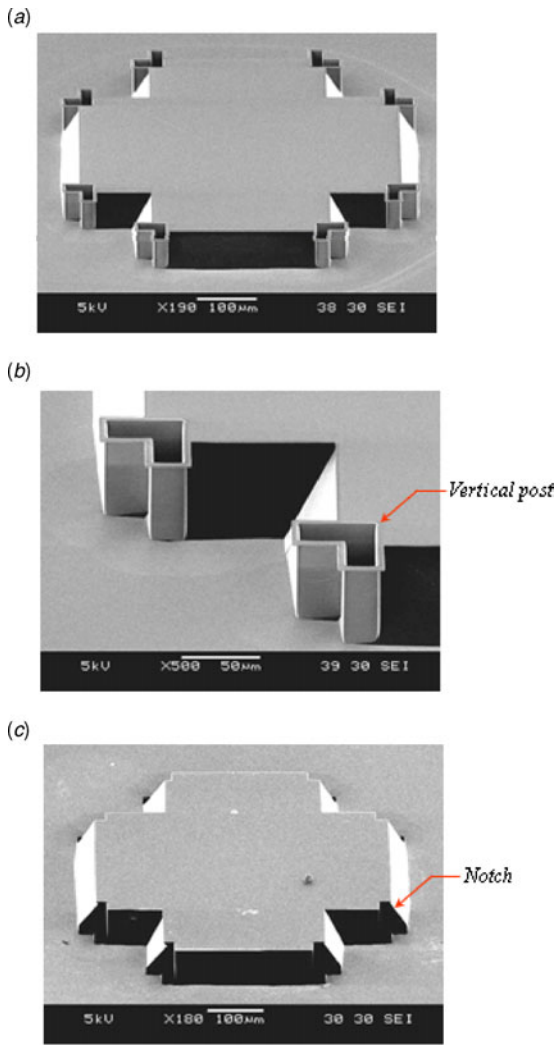 (a)
5kV X190 100µm 38 30 SEI
(b)
Vertical post
5kV X500 50µm 39 30 SEI
(c)
Notch
5kV X180 100µm 30 30 SEI